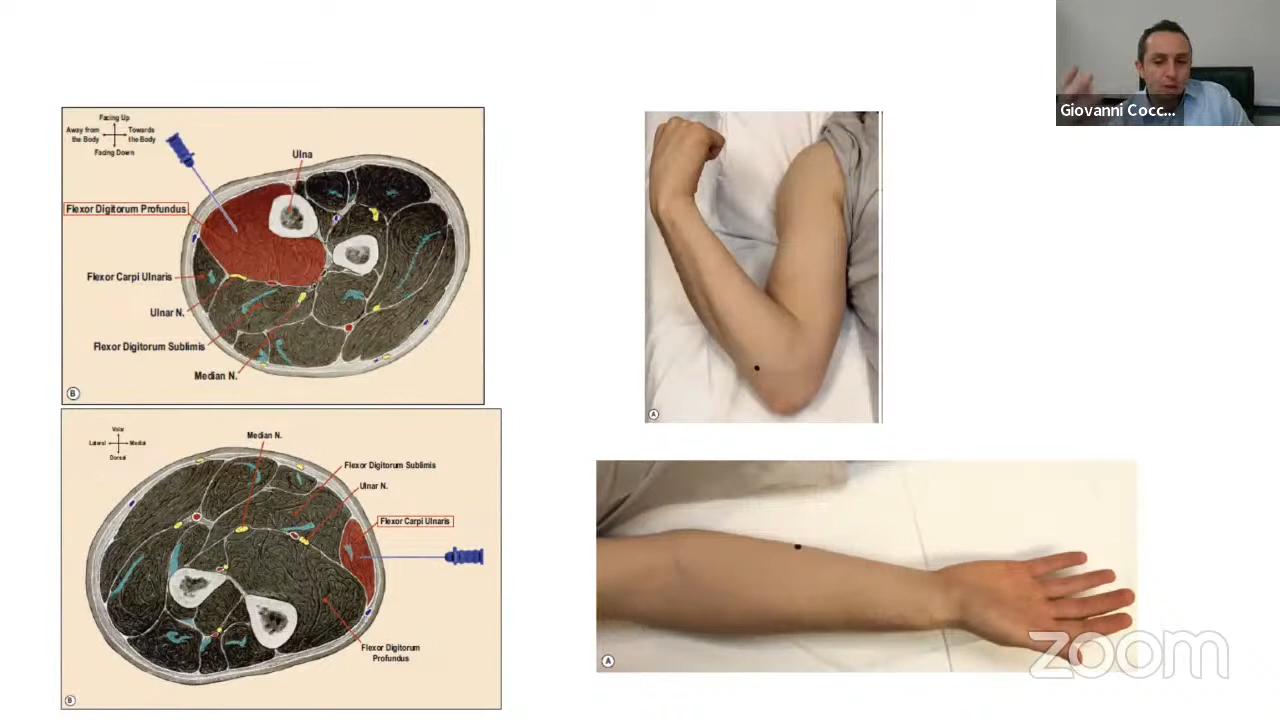 Giovanni Cocc...
Facing Up
Away from
the Body
Towards
the Body
Facing Down
Ulna
Flexor Digitorum Profundus
Flexor Carpi Ulnaris
Ulnar N.
Flexor Digitorum Sublimis
Median N.
B
A
Volar
Lateral
Medial
Dorsal
Median N.
Flexor Digitorum Sublimis
Ulnar N.
Flexor Carpi Ulnaris
Flexor Digitorum
Profundus
B
A
zoom